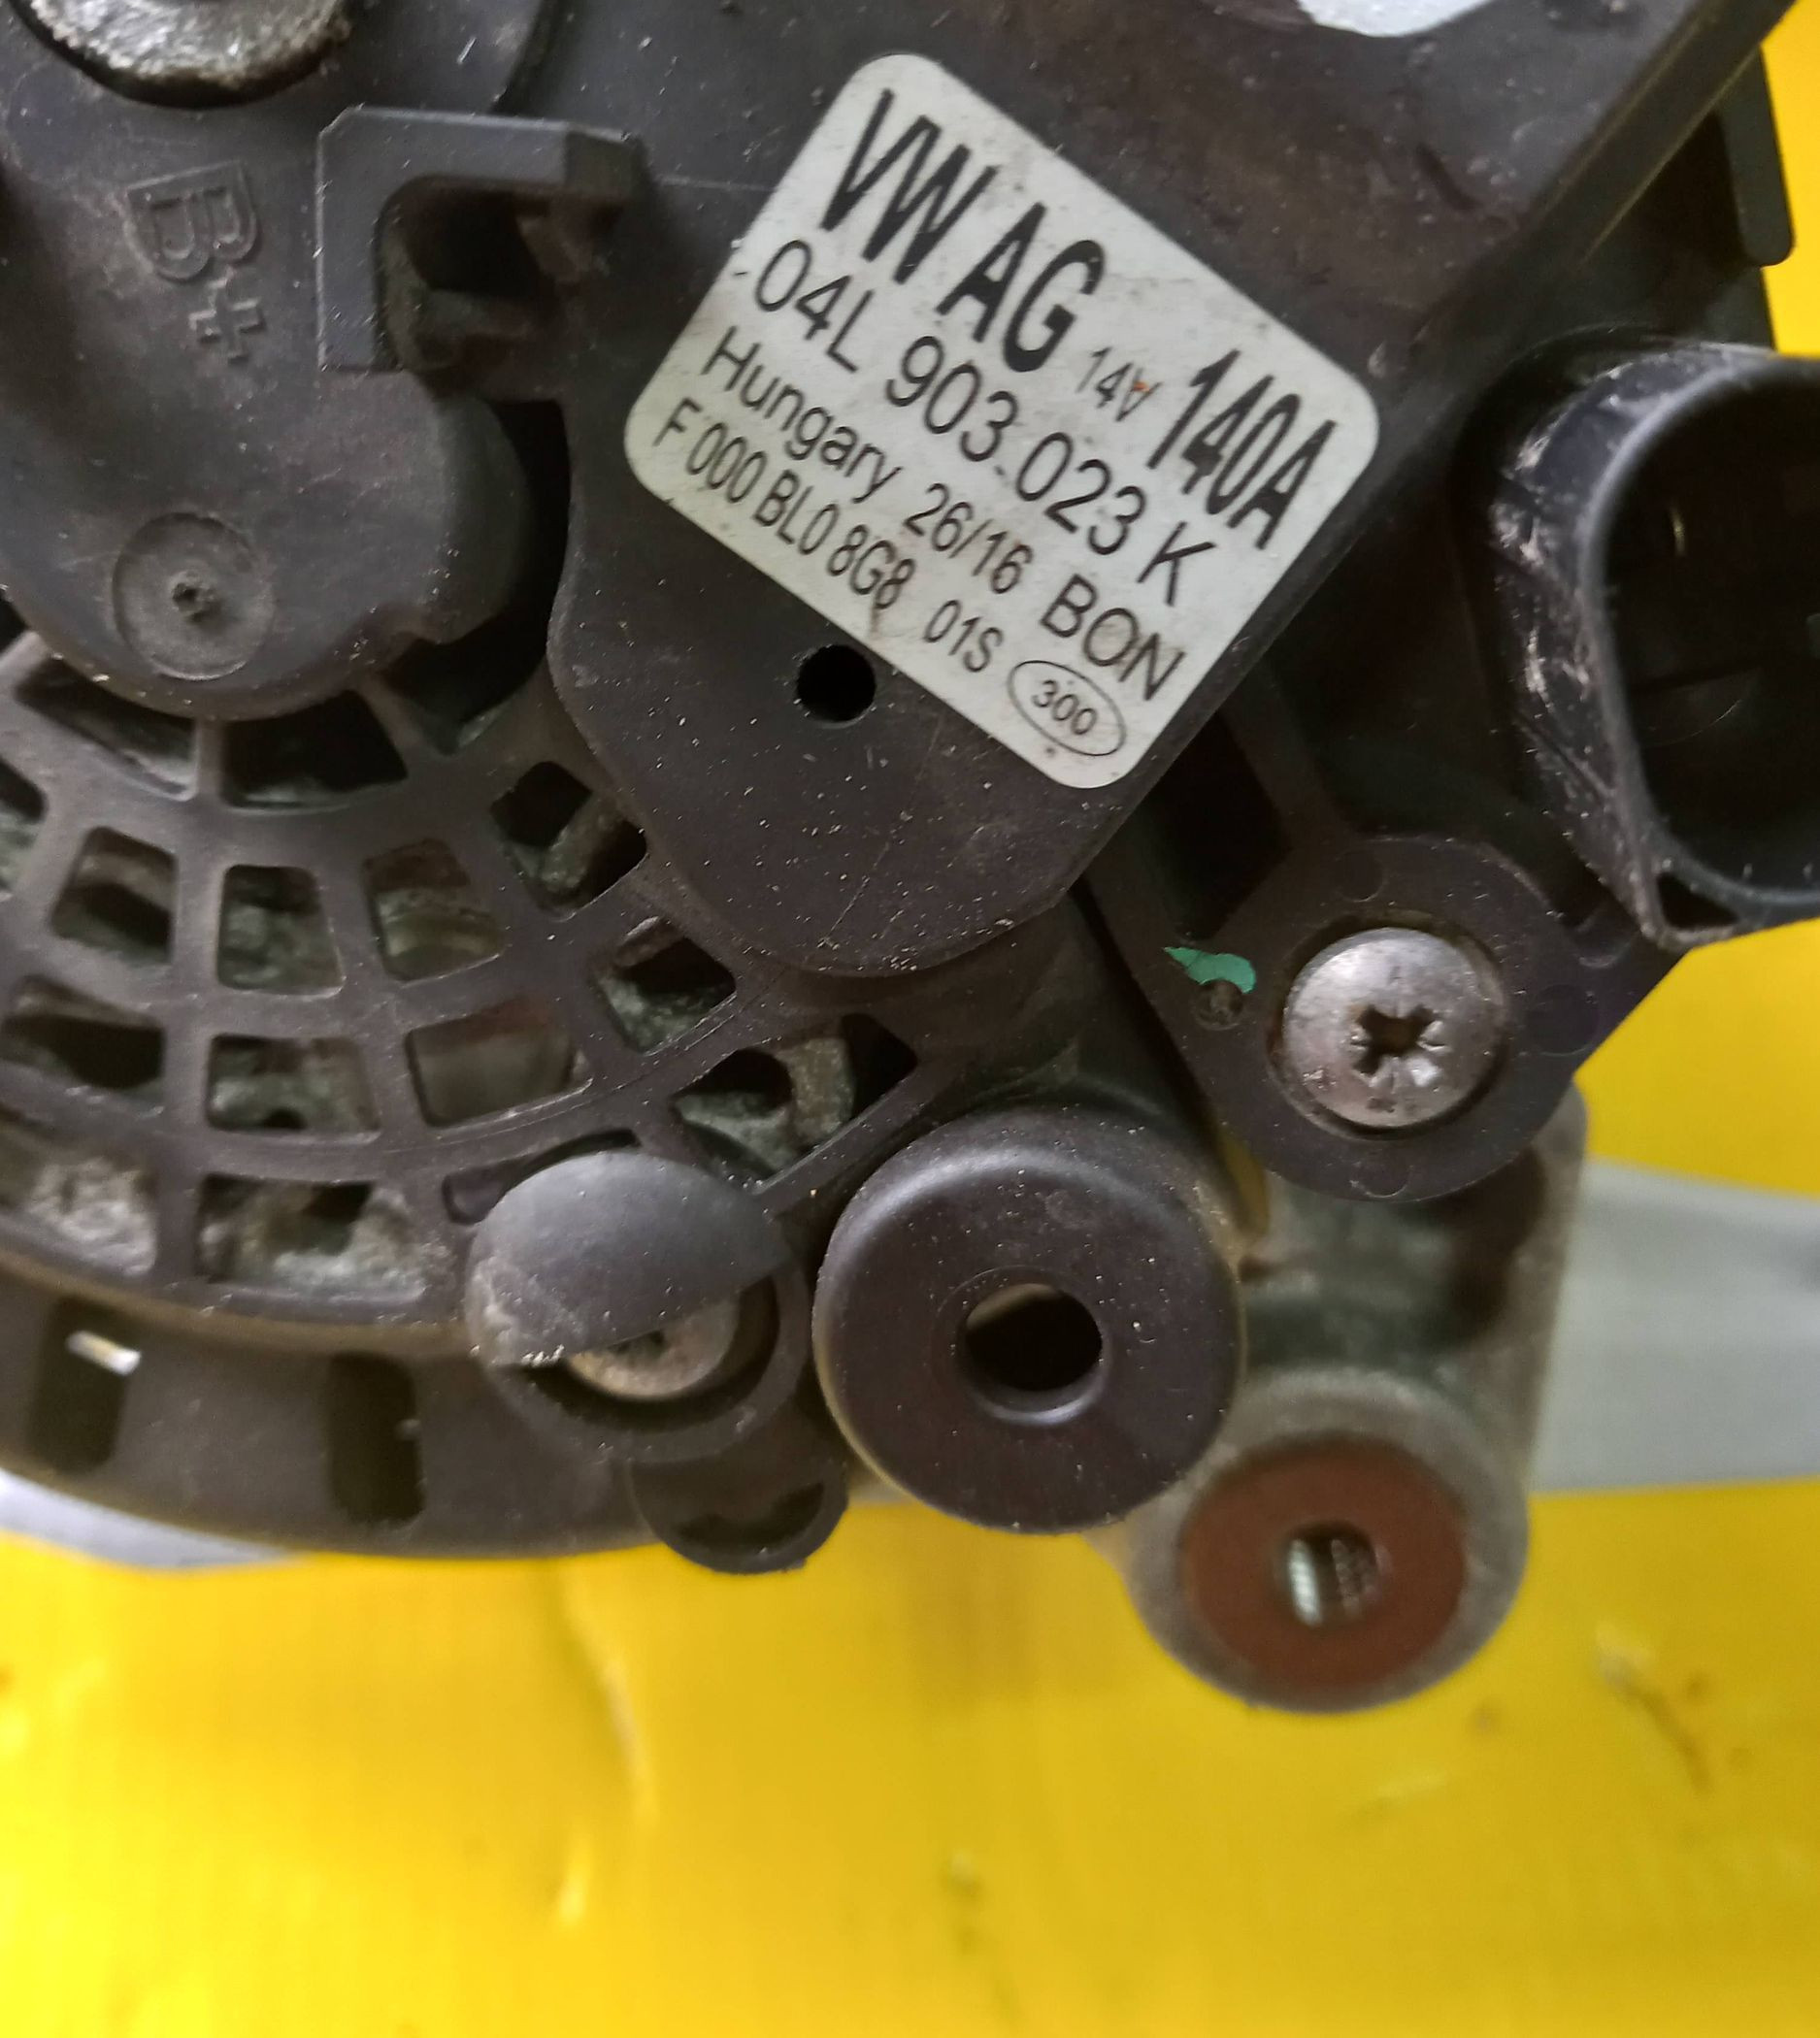 B+
VW AG 14V 140A
04L 903 023 K
Hungary 26/16 BON
F 000 BL0 8G8 01S 300